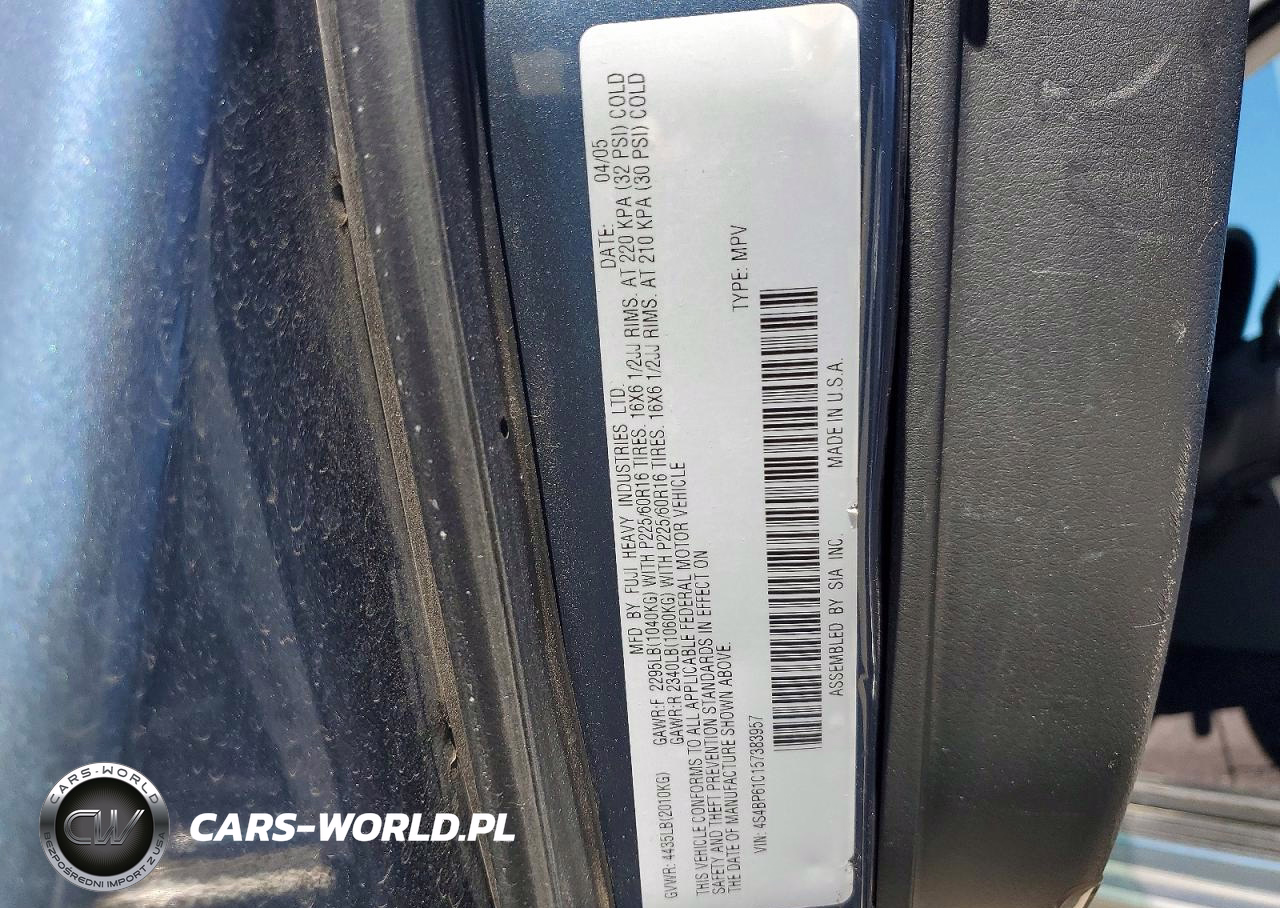 MFD BY FUJI HEAVY INDUSTRIES LTD. DATE: 04/05
GVWR: 4435LB(2010KG) GAWR:F 2295LB(1040KG) WITH P225/60R16 TIRES. 16X6 1/2JJ RIMS. AT 220 KPA (32 PSI) COLD
GAWR:R 2340LB(1060KG) WITH P225/60R16 TIRES. 16X6 1/2JJ RIMS. AT 210 KPA (30 PSI) COLD
THIS VEHICLE CONFORMS TO ALL APPLICABLE FEDERAL MOTOR VEHICLE
SAFETY AND THEFT PREVENTION STANDARDS IN EFFECT ON
THE DATE OF MANUFACTURE SHOWN ABOVE.
VIN: 4S4BP61C157383957 TYPE: MPV
ASSEMBLED BY SIA INC. MADE IN U.S.A.
CARS-WORLD
CW
BEZPOŚREDNI IMPORT Z USA
CARS-WORLD.PL